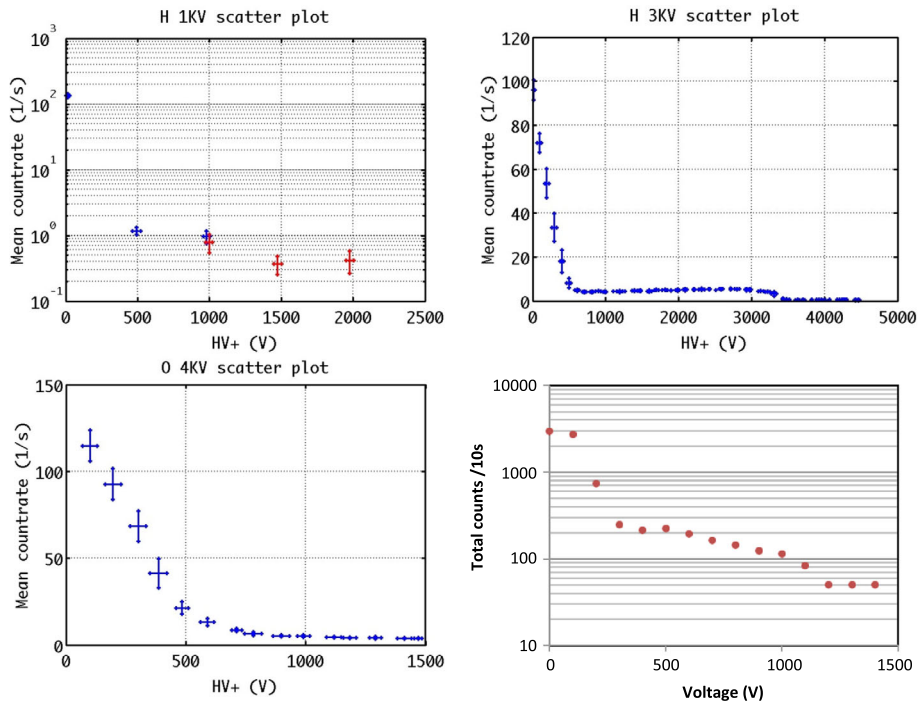 H 1KV scatter plot
Mean countrate (1/s)
10³
10²
10¹
10⁰
10⁻¹
0 500 1000 1500 2000 2500
HV+ (V)
H 3KV scatter plot
Mean countrate (1/s)
120
100
80
60
40
20
0
0 1000 2000 3000 4000 5000
HV+ (V)
O 4KV scatter plot
Mean countrate (1/s)
150
100
50
0
0 500 1000 1500
HV+ (V)
Total counts /10s
10000
1000
100
10
0 500 1000 1500
Voltage (V)